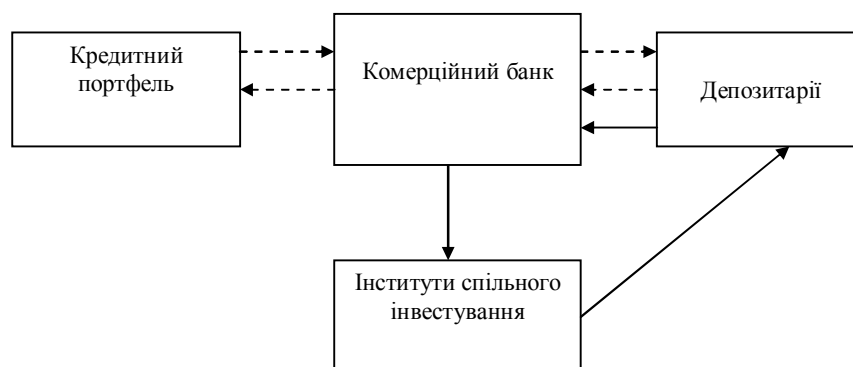 Кредитний
портфель
Комерційний банк
Депозитарії
Інститути спільного
інвестування